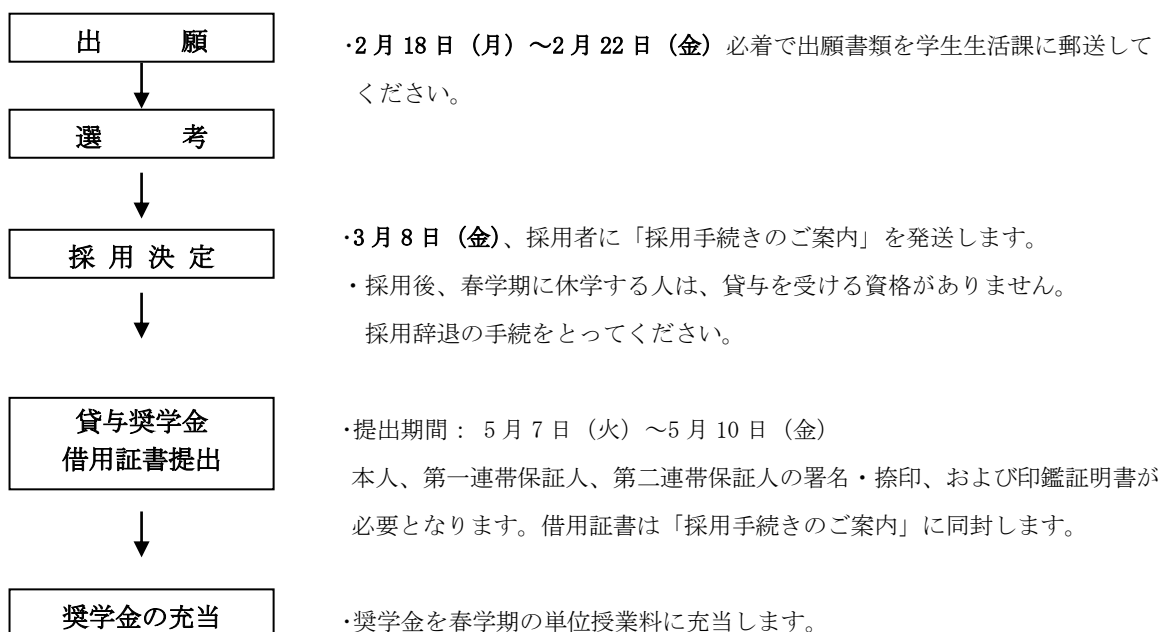 出　願
・2月18日（月）～2月22日（金）必着で出願書類を学生生活課に郵送して
ください。
選　考
採用決定
・3月8日（金）、採用者に「採用手続きのご案内」を発送します。
・採用後、春学期に休学する人は、貸与を受ける資格がありません。
採用辞退の手続をとってください。
貸与奨学金
借用証書提出
・提出期間：5月7日（火）～5月10日（金）
本人、第一連帯保証人、第二連帯保証人の署名・捺印、および印鑑証明書が
必要となります。借用証書は「採用手続きのご案内」に同封します。
奨学金の充当
・奨学金を春学期の単位授業料に充当します。